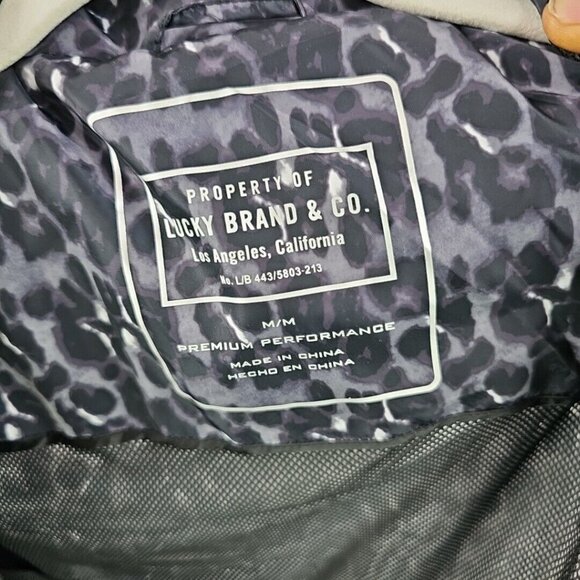 PROPERTY OF
LUCKY BRAND & CO.
Los Angeles, California
No. L/B 443/5803-213
M/M
PREMIUM PERFORMANCE
MADE IN CHINA
HECHO EN CHINA